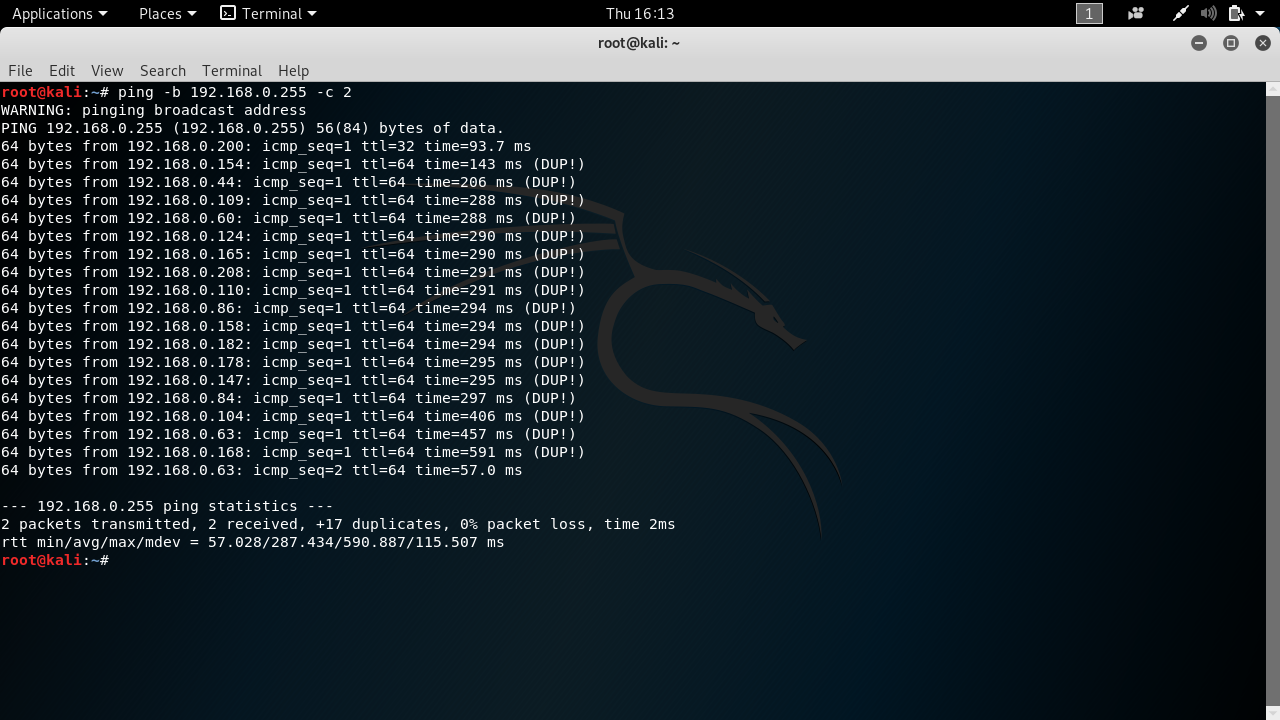 Applications Places Terminal Thu 16:13 1
root@kali: ~
File Edit View Search Terminal Help
root@kali:~# ping -b 192.168.0.255 -c 2
WARNING: pinging broadcast address
PING 192.168.0.255 (192.168.0.255) 56(84) bytes of data.
64 bytes from 192.168.0.200: icmp_seq=1 ttl=32 time=93.7 ms
64 bytes from 192.168.0.154: icmp_seq=1 ttl=64 time=143 ms (DUP!)
64 bytes from 192.168.0.44: icmp_seq=1 ttl=64 time=206 ms (DUP!)
64 bytes from 192.168.0.109: icmp_seq=1 ttl=64 time=288 ms (DUP!)
64 bytes from 192.168.0.60: icmp_seq=1 ttl=64 time=288 ms (DUP!)
64 bytes from 192.168.0.124: icmp_seq=1 ttl=64 time=290 ms (DUP!)
64 bytes from 192.168.0.165: icmp_seq=1 ttl=64 time=290 ms (DUP!)
64 bytes from 192.168.0.208: icmp_seq=1 ttl=64 time=291 ms (DUP!)
64 bytes from 192.168.0.110: icmp_seq=1 ttl=64 time=291 ms (DUP!)
64 bytes from 192.168.0.86: icmp_seq=1 ttl=64 time=294 ms (DUP!)
64 bytes from 192.168.0.158: icmp_seq=1 ttl=64 time=294 ms (DUP!)
64 bytes from 192.168.0.182: icmp_seq=1 ttl=64 time=294 ms (DUP!)
64 bytes from 192.168.0.178: icmp_seq=1 ttl=64 time=295 ms (DUP!)
64 bytes from 192.168.0.147: icmp_seq=1 ttl=64 time=295 ms (DUP!)
64 bytes from 192.168.0.84: icmp_seq=1 ttl=64 time=297 ms (DUP!)
64 bytes from 192.168.0.104: icmp_seq=1 ttl=64 time=406 ms (DUP!)
64 bytes from 192.168.0.63: icmp_seq=1 ttl=64 time=457 ms (DUP!)
64 bytes from 192.168.0.168: icmp_seq=1 ttl=64 time=591 ms (DUP!)
64 bytes from 192.168.0.63: icmp_seq=2 ttl=64 time=57.0 ms
--- 192.168.0.255 ping statistics ---
2 packets transmitted, 2 received, +17 duplicates, 0% packet loss, time 2ms
rtt min/avg/max/mdev = 57.028/287.434/590.887/115.507 ms
root@kali:~#